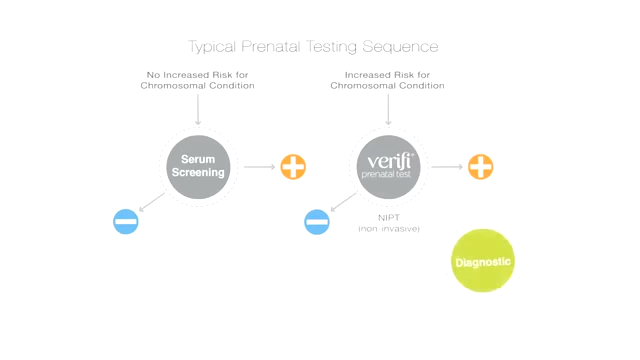 Typical Prenatal Testing Sequence
No Increased Risk for
Chromosomal Condition
Increased Risk for
Chromosomal Condition
Serum
Screening
verifi™
prenatal test
NIPT
(non invasive)
Diagnostic